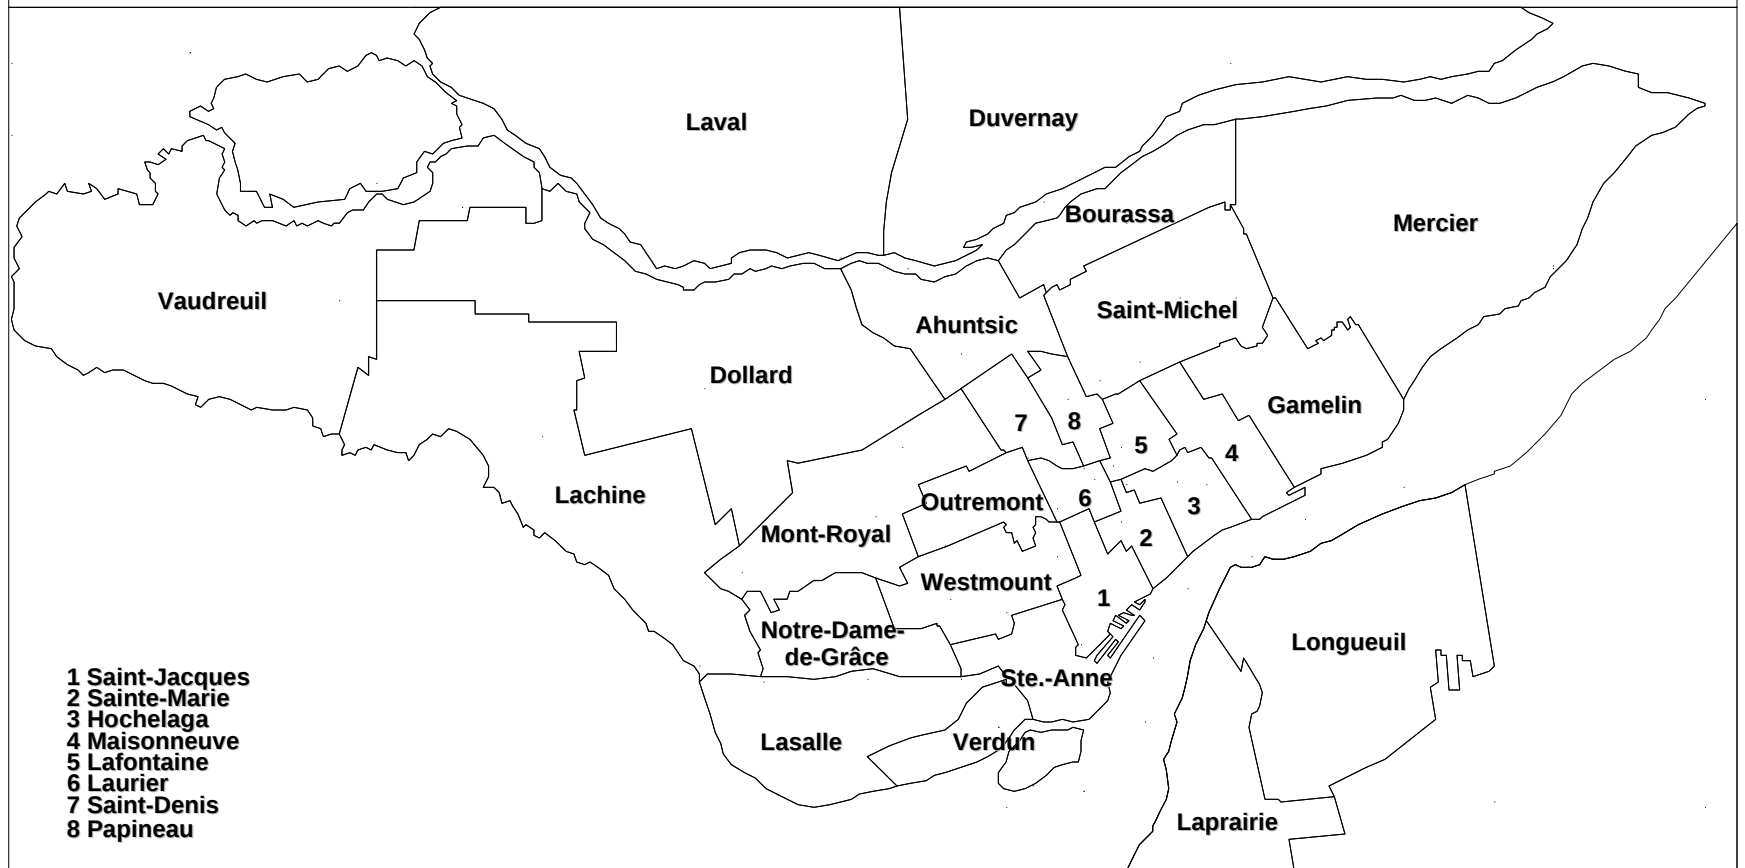 Laval
Duvernay
Bourassa
Mercier
Vaudreuil
Saint-Michel
Ahuntsic
Dollard
Gamelin
7
8
5
4
Lachine
Outremont
6
3
Mont-Royal
2
Westmount
1
Notre-Dame-
de-Grâce
Longueuil
Ste.-Anne
Lasalle
Verdun
Laprairie
1 Saint-Jacques
2 Sainte-Marie
3 Hochelaga
4 Maisonneuve
5 Lafontaine
6 Laurier
7 Saint-Denis
8 Papineau